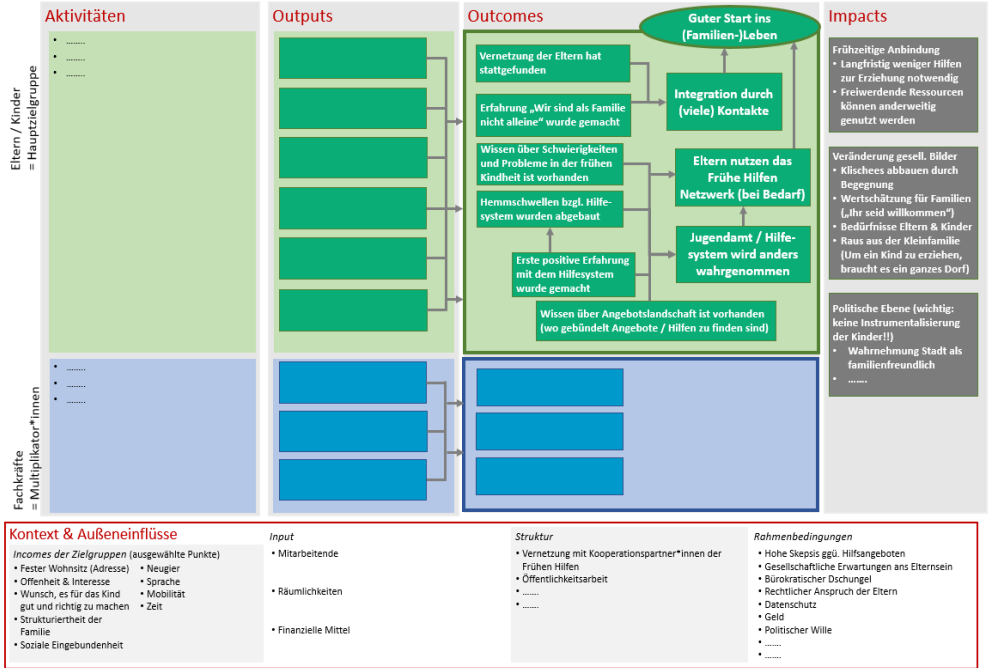 Aktivitäten
Outputs
Outcomes
Impacts
Eltern / Kinder
= Hauptzielgruppe
• ........
• ........
• ........
Guter Start ins
(Familien-)Leben
Vernetzung der Eltern hat
stattgefunden
Erfahrung „Wir sind als Familie
nicht alleine“ wurde gemacht
Integration durch
(viele) Kontakte
Wissen über Schwierigkeiten
und Probleme in der frühen
Kindheit ist vorhanden
Hemmschwellen bzgl. Hilfe-
system wurden abgebaut
Eltern nutzen das
Frühe Hilfen
Netzwerk (bei Bedarf)
Jugendamt / Hilfe-
system wird anders
wahrgenommen
Erste positive Erfahrung
mit dem Hilfesystem
wurde gemacht
Wissen über Angebotslandschaft ist vorhanden
(wo gebündelt Angebote / Hilfen zu finden sind)
Frühzeitige Anbindung
• Langfristig weniger Hilfen
zur Erziehung notwendig
• Freiwerdende Ressourcen
können anderweitig
genutzt werden
Veränderung gesell. Bilder
• Klischees abbauen durch
Begegnung
• Wertschätzung für Familien
(„Ihr seid willkommen“)
• Bedürfnisse Eltern & Kinder
• Raus aus der Kleinfamilie
(Um ein Kind zu erziehen,
braucht es ein ganzes Dorf)
Politische Ebene (wichtig:
keine Instrumentalisierung
der Kinder!!)
• Wahrnehmung Stadt als
familienfreundlich
• .......
Fachkräfte
= Multiplikator*innen
• ........
• ........
• ........
Kontext & Außeneinflüsse
Incomes der Zielgruppen (ausgewählte Punkte)
• Fester Wohnsitz (Adresse)
• Offenheit & Interesse
• Wunsch, es für das Kind
gut und richtig zu machen
• Strukturiertheit der
Familie
• Soziale Eingebundenheit
• Neugier
• Sprache
• Mobilität
• Zeit
Input
• Mitarbeitende
• Räumlichkeiten
• Finanzielle Mittel
Struktur
• Vernetzung mit Kooperationspartner*innen der
Frühen Hilfen
• Öffentlichkeitsarbeit
• .......
• .......
Rahmenbedingungen
• Hohe Skepsis ggü. Hilfsangeboten
• Gesellschaftliche Erwartungen ans Elternsein
• Bürokratischer Dschungel
• Rechtlicher Anspruch der Eltern
• Datenschutz
• Geld
• Politischer Wille
• .......
• .......